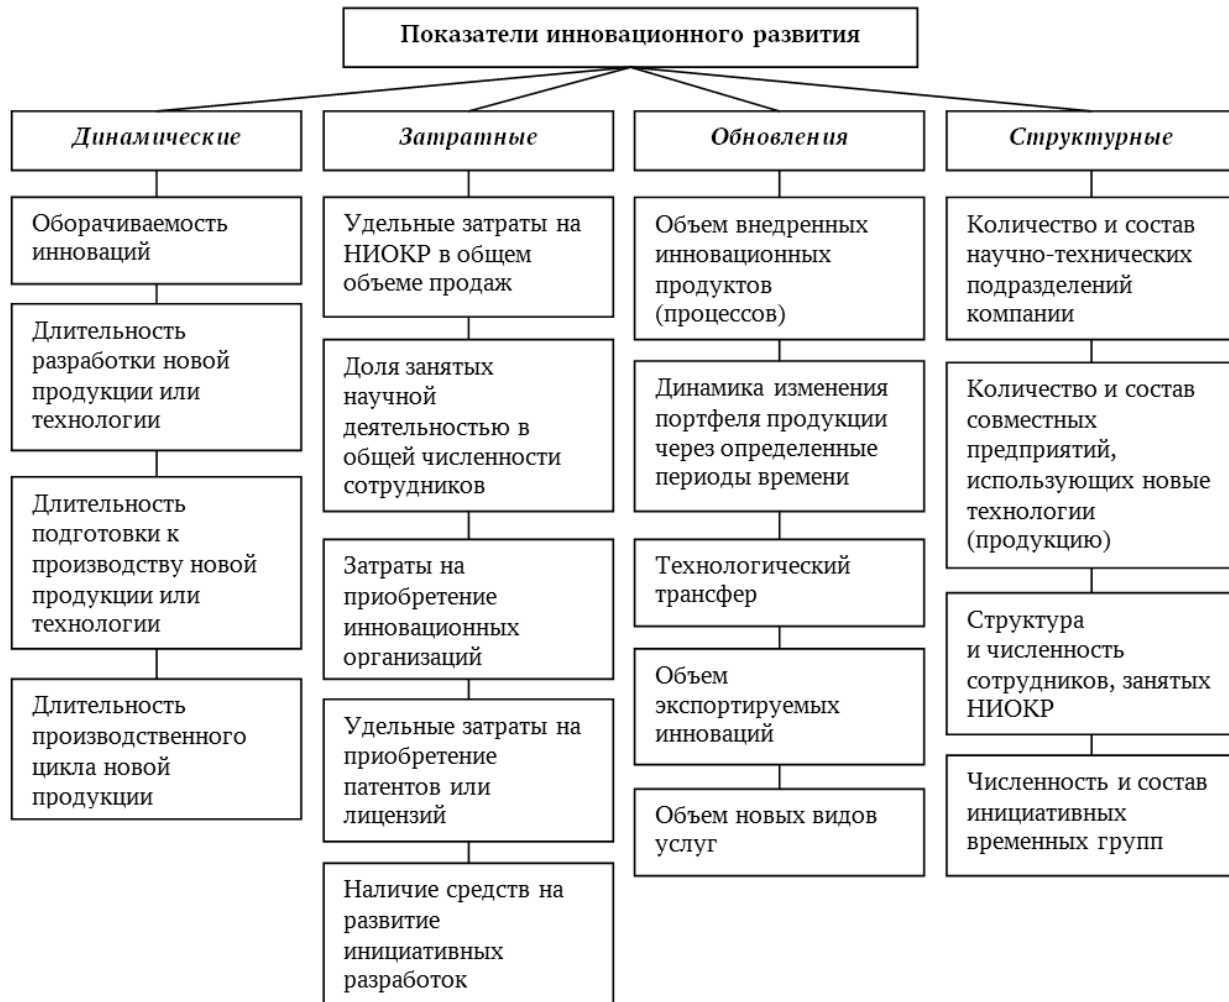 Показатели инновационного развития
Динамические
Оборачиваемость
инноваций
Длительность
разработки новой
продукции или
технологии
Длительность
подготовки к
производству новой
продукции или
технологии
Длительность
производственного
цикла новой
продукции
Затратные
Удельные затраты на
НИОКР в общем
объеме продаж
Доля занятых
научной
деятельностью в
общей численности
сотрудников
Затраты на
приобретение
инновационных
организаций
Удельные затраты на
приобретение
патентов или
лицензий
Наличие средств на
развитие
инициативных
разработок
Обновления
Объем внедренных
инновационных
продуктов
(процессов)
Динамика изменения
портфеля продукции
через определенные
периоды времени
Технологический
трансфер
Объем
экспортируемых
инноваций
Объем новых видов
услуг
Структурные
Количество и состав
научно-технических
подразделений
компании
Количество и состав
совместных
предприятий,
использующих новые
технологии
(продукцию)
Структура
и численность
сотрудников, занятых
НИОКР
Численность и состав
инициативных
временных групп